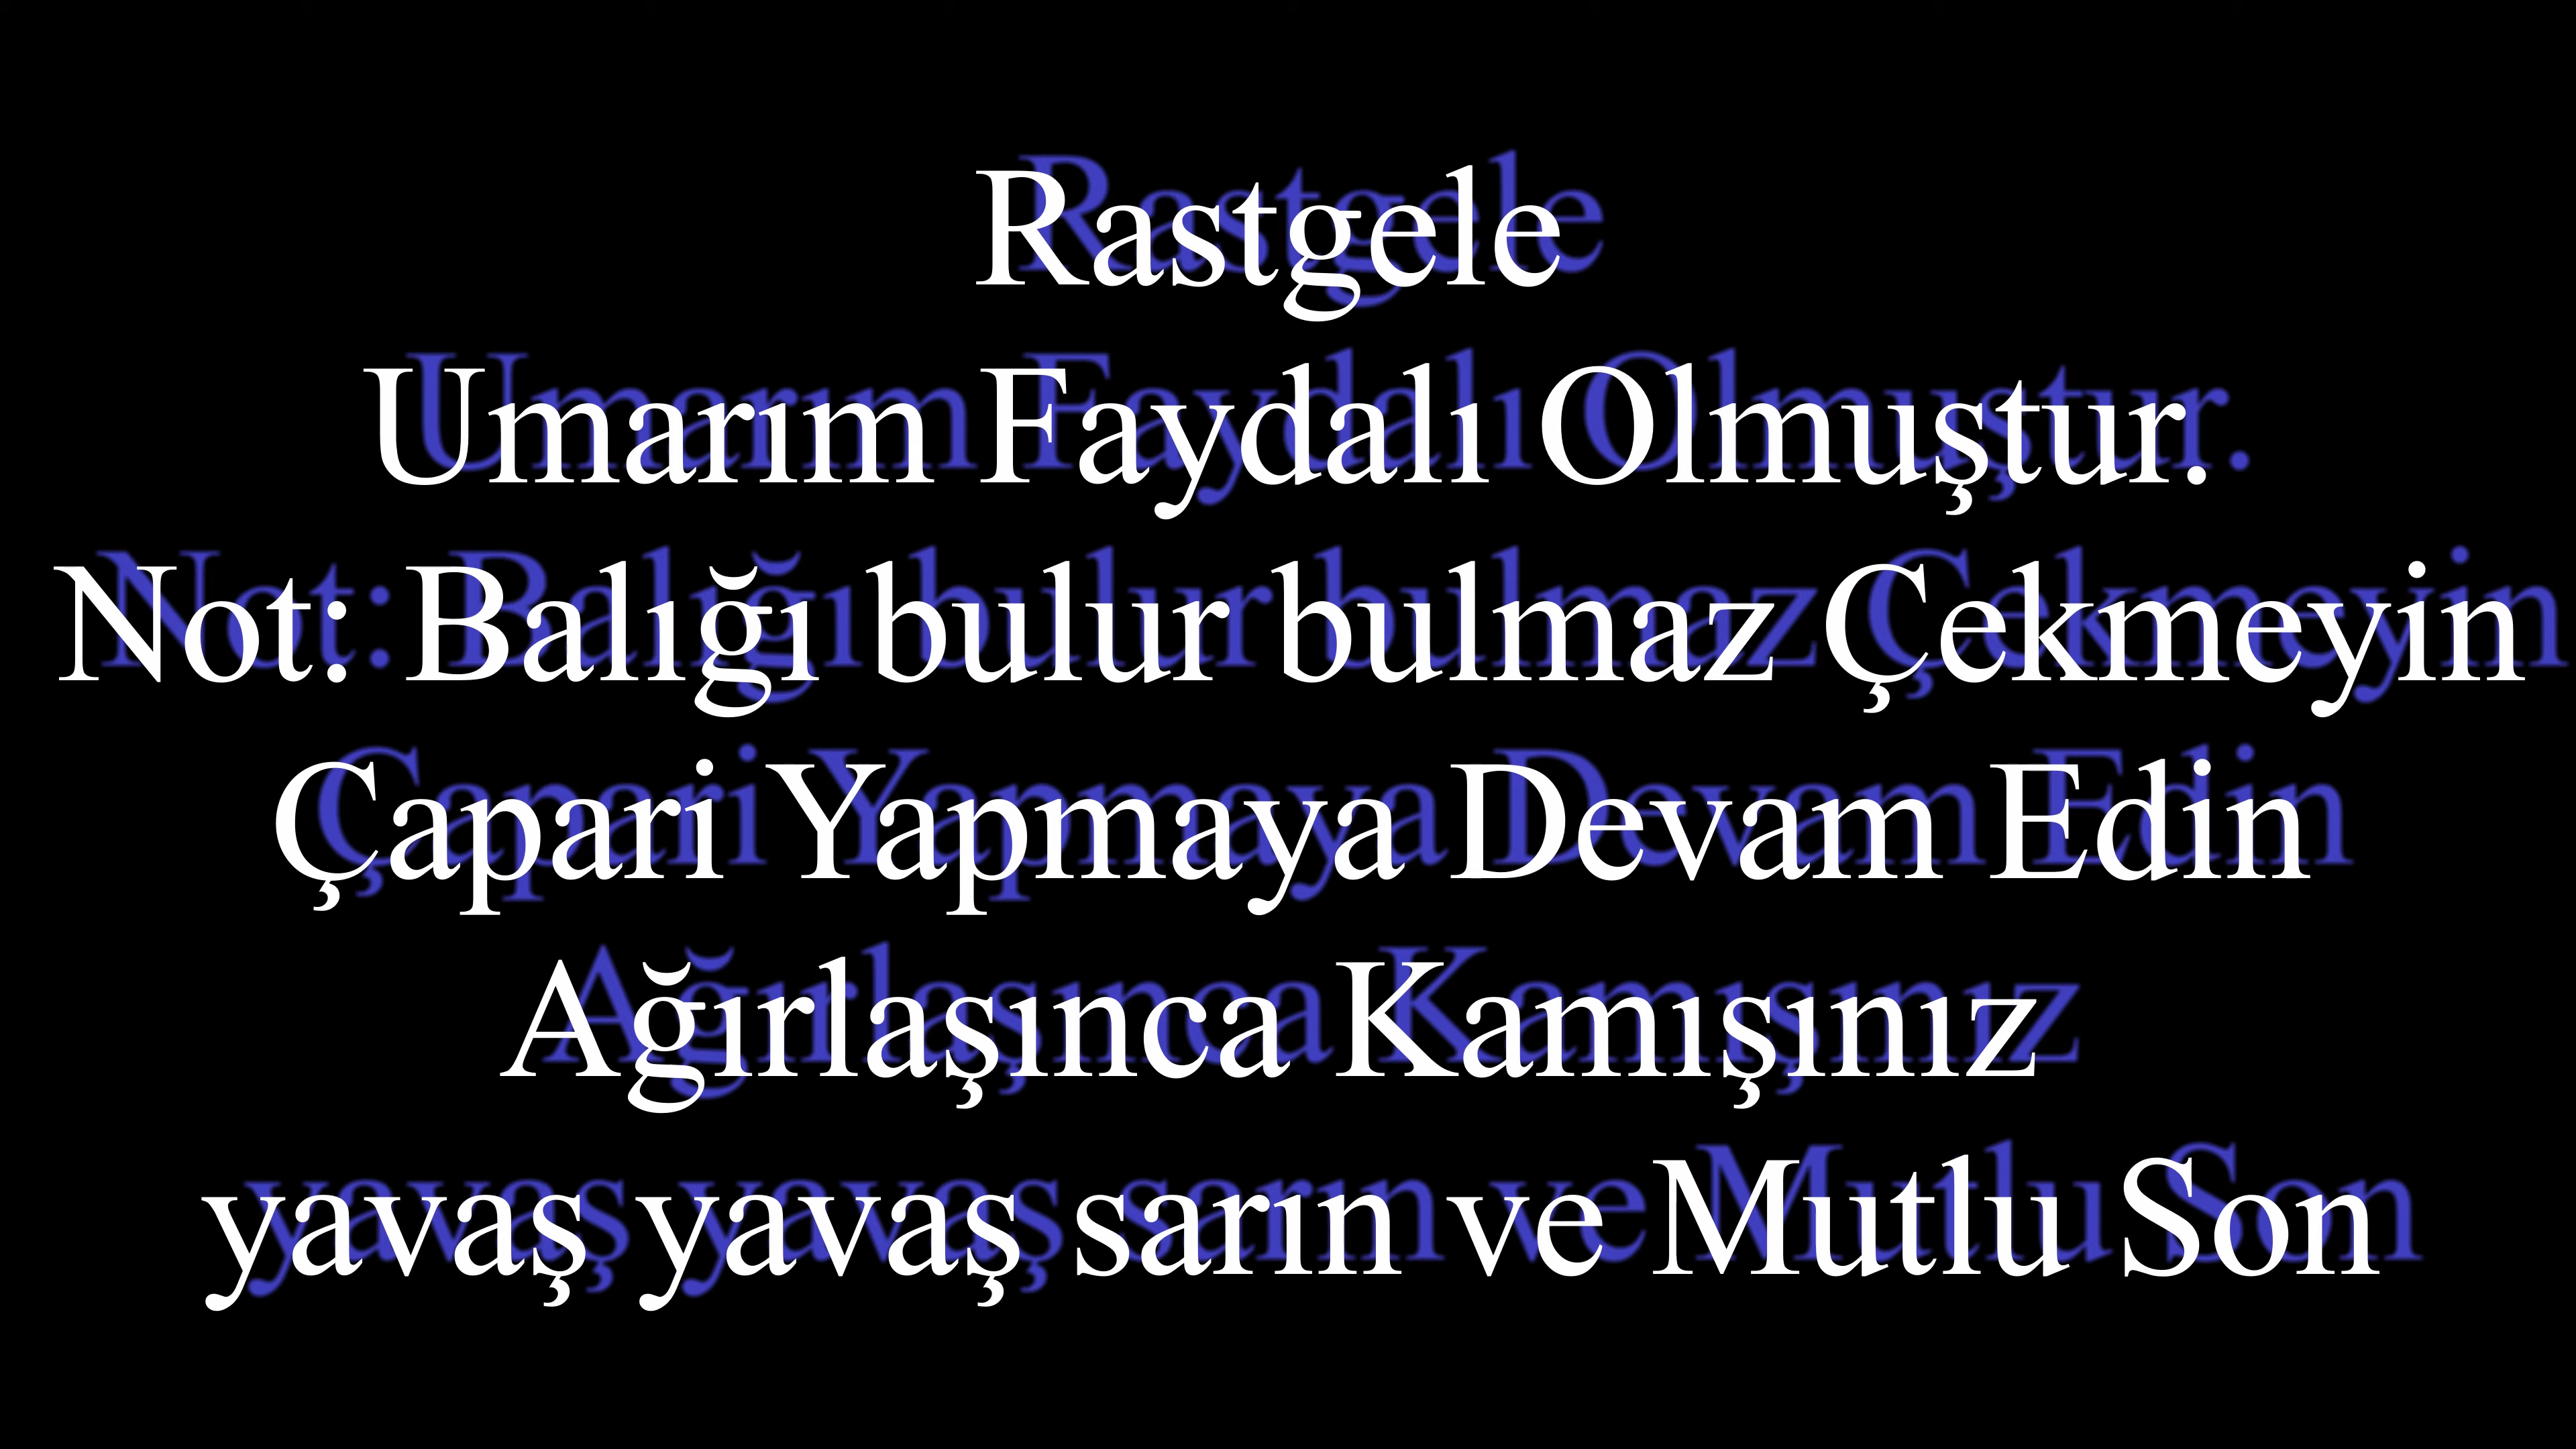 Rastgele
Umarım Faydalı Olmuştur.
Not: Balığı bulur bulmaz Çekmeyin
Çapari Yapmaya Devam Edin
Ağırlaşınca Kamışınız
yavaş yavaş sarın ve Mutlu Son